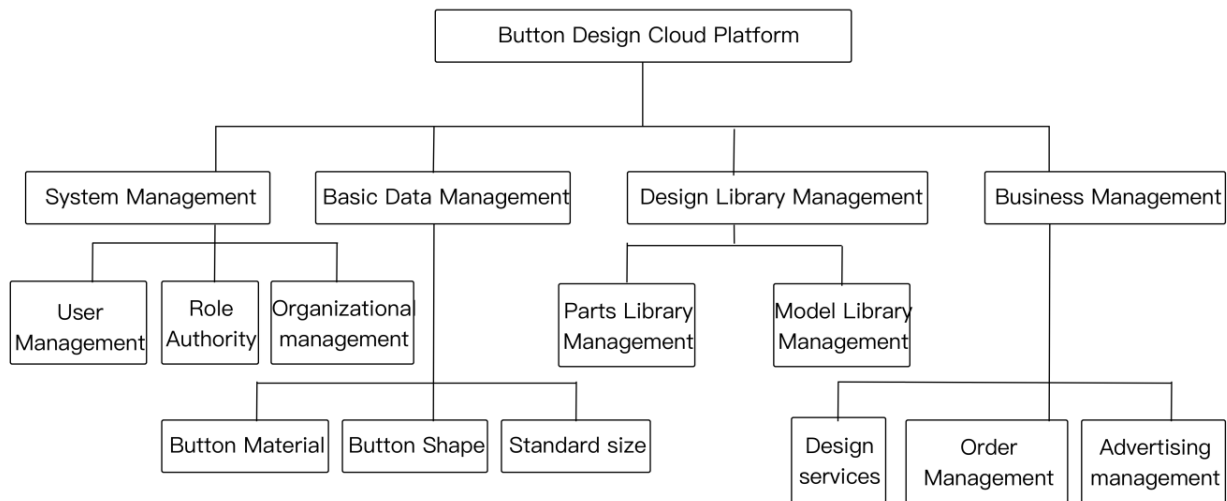 Button Design Cloud Platform
System Management
Basic Data Management
Design Library Management
Business Management
User
Management
Role
Authority
Organizational
management
Parts Library
Management
Model Library
Management
Button Material
Button Shape
Standard size
Design
services
Order
Management
Advertising
management